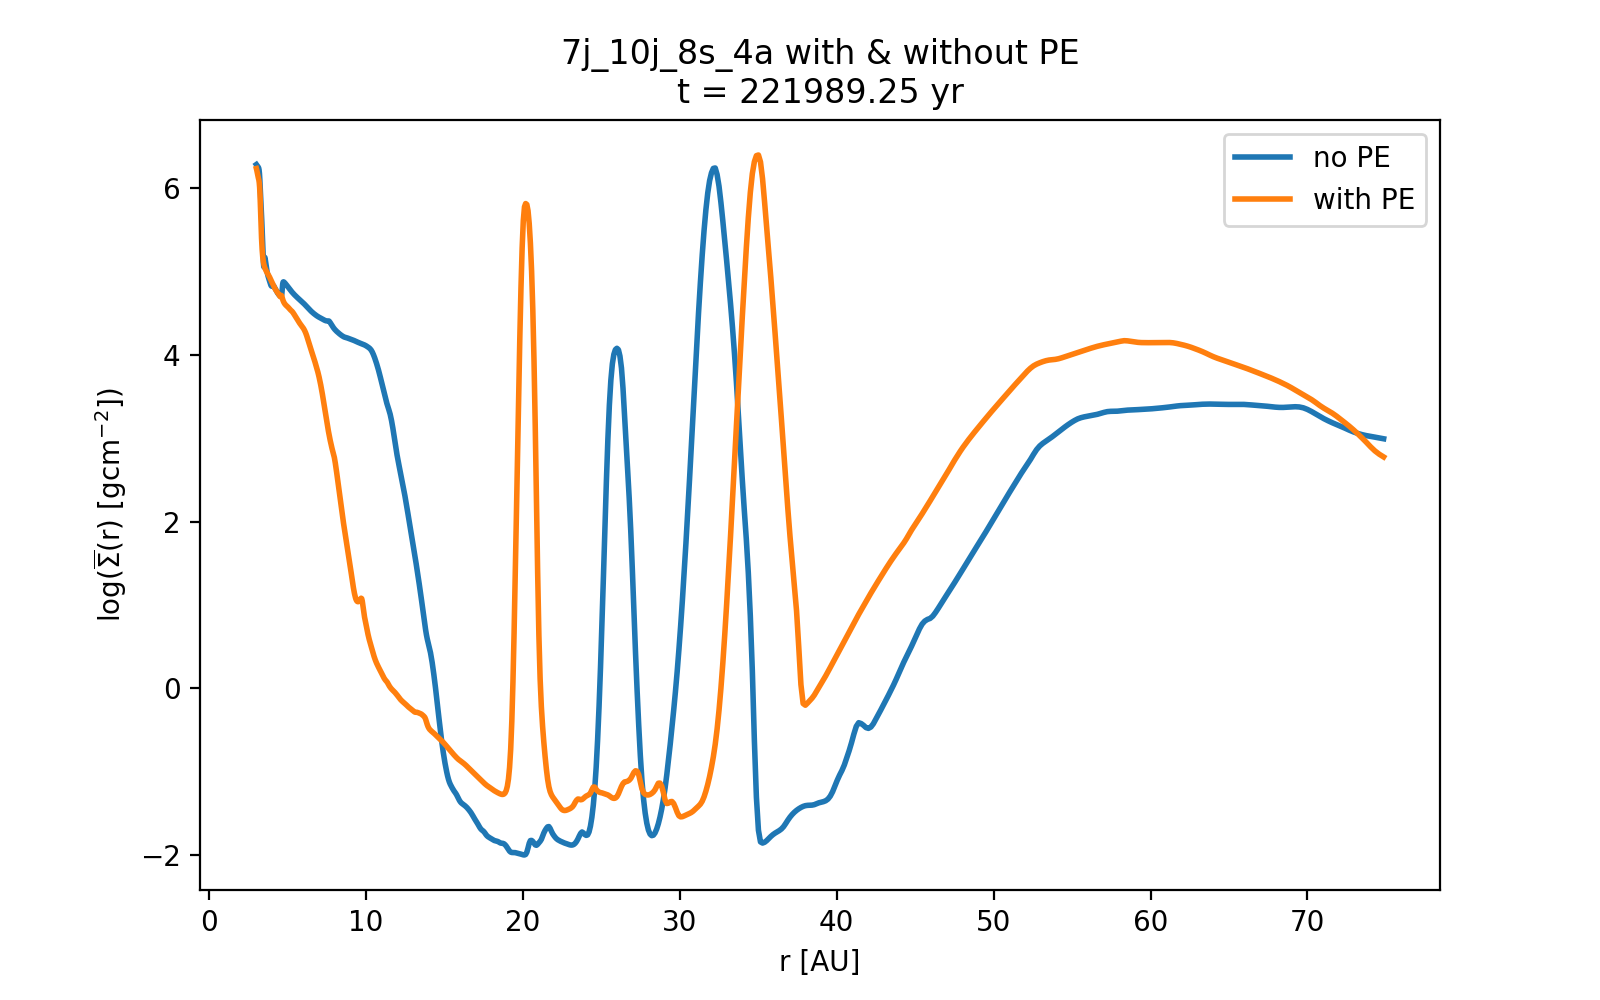 7j_10j_8s_4a with & without PE
t = 221989.25 yr
no PE
with PE
log(Σ̅(r) [gcm⁻²])
6
4
2
0
−2
0 10 20 30 40 50 60 70
r [AU]